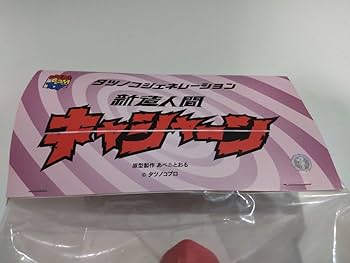 タツノコジェネレーション
新造人間
キャシャーン
原型製作 あべ♨とおる
© タツノコプロ